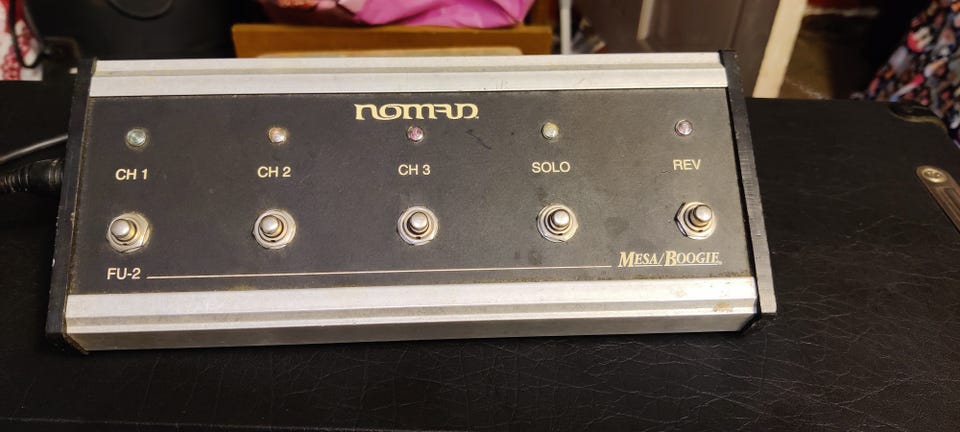 NOMAD
CH 1 CH 2 CH 3 SOLO REV
FU-2 MESA/BOOGIE